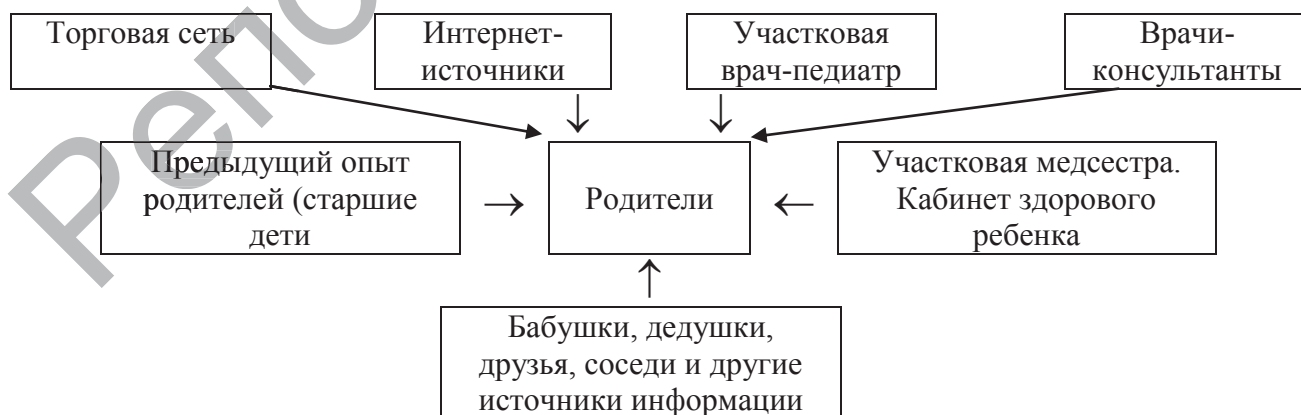 Торговая сеть
Интернет-
источники
Участковая
врач-педиатр
Врачи-
консультанты
Предыдущий опыт
родителей (старшие
дети
Родители
Участковая медсестра.
Кабинет здорового
ребенка
Бабушки, дедушки,
друзья, соседи и другие
источники информации
Репо